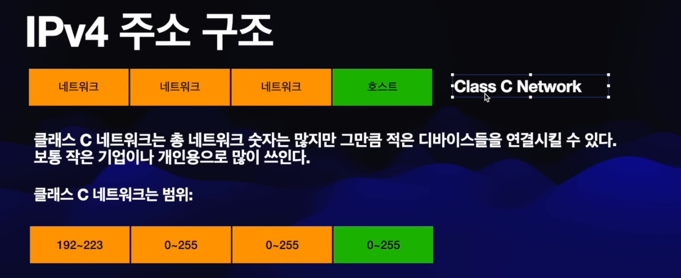 IPv4 주소 구조
네트워크 네트워크 네트워크 호스트 Class C Network
클래스 C 네트워크는 총 네트워크 숫자는 많지만 그만큼 적은 디바이스들을 연결시킬 수 있다.
보통 작은 기업이나 개인용으로 많이 쓰인다.
클래스 C 네트워크는 범위:
192~223 0~255 0~255 0~255